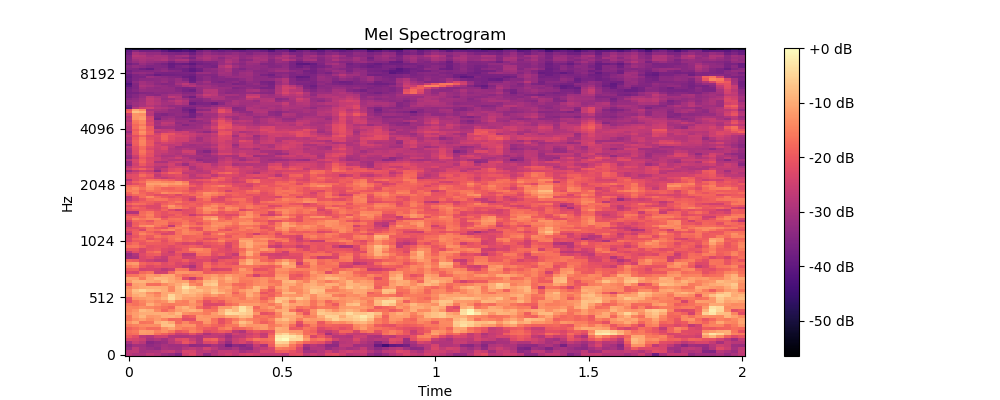 Mel Spectrogram
Hz
8192
4096
2048
1024
512
0
0
0.5
1
1.5
2
Time
+0 dB
-10 dB
-20 dB
-30 dB
-40 dB
-50 dB